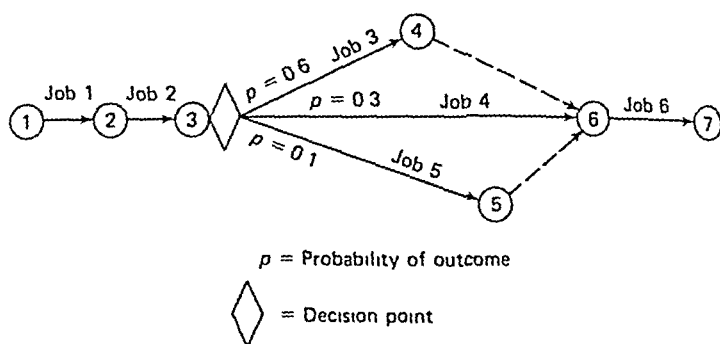 4
p = 0 6 Job 3
Job 1 Job 2 p = 0 3 Job 4 Job 6
1 2 3 6 7
p = 0 1 Job 5
5
p = Probability of outcome
= Decision point